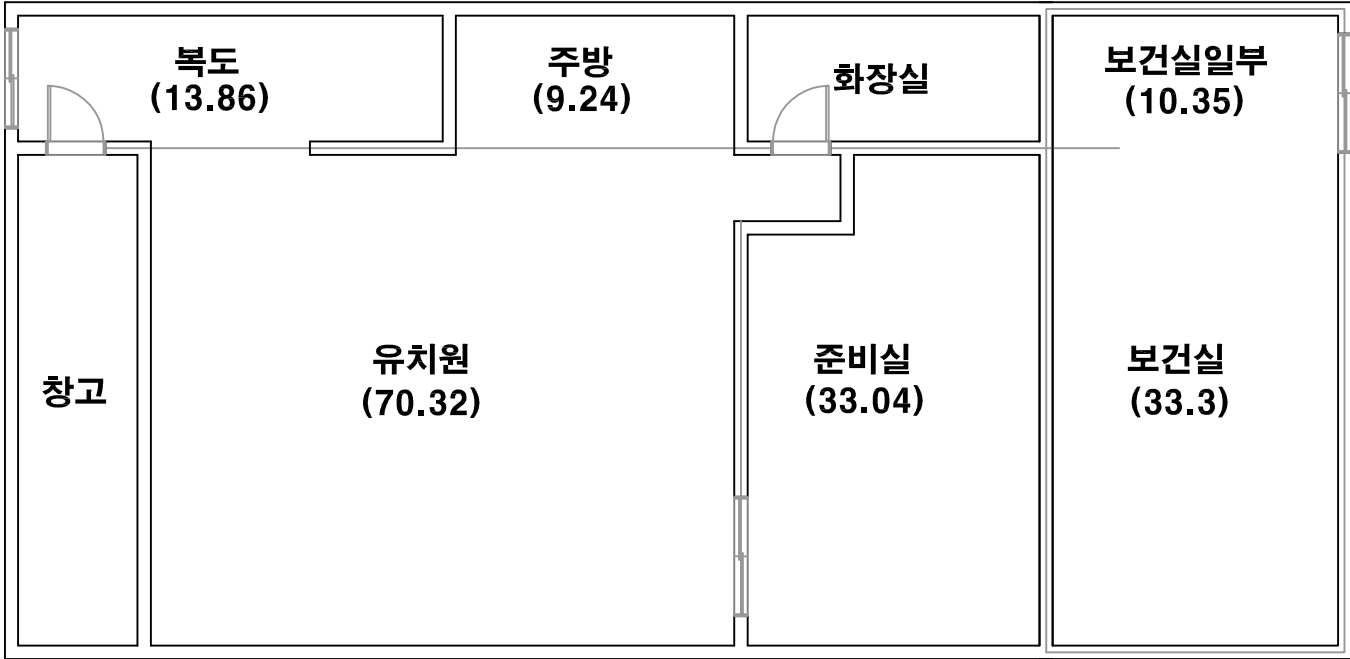 복도
(13.86)
주방
(9.24)
화장실
보건실일부
(10.35)
창고
유치원
(70.32)
준비실
(33.04)
보건실
(33.3)